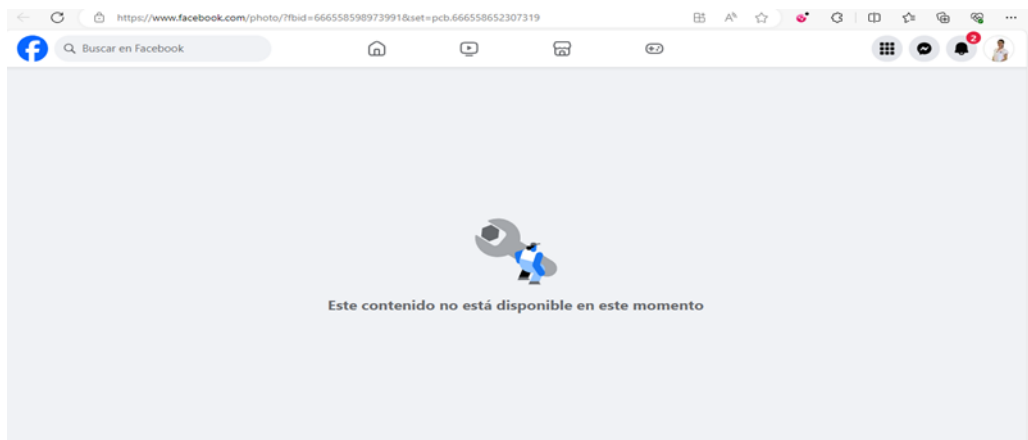 https://www.facebook.com/photo/?fbid=666558598973991&set=pcb.666558652307319
Buscar en Facebook
2
Este contenido no está disponible en este momento